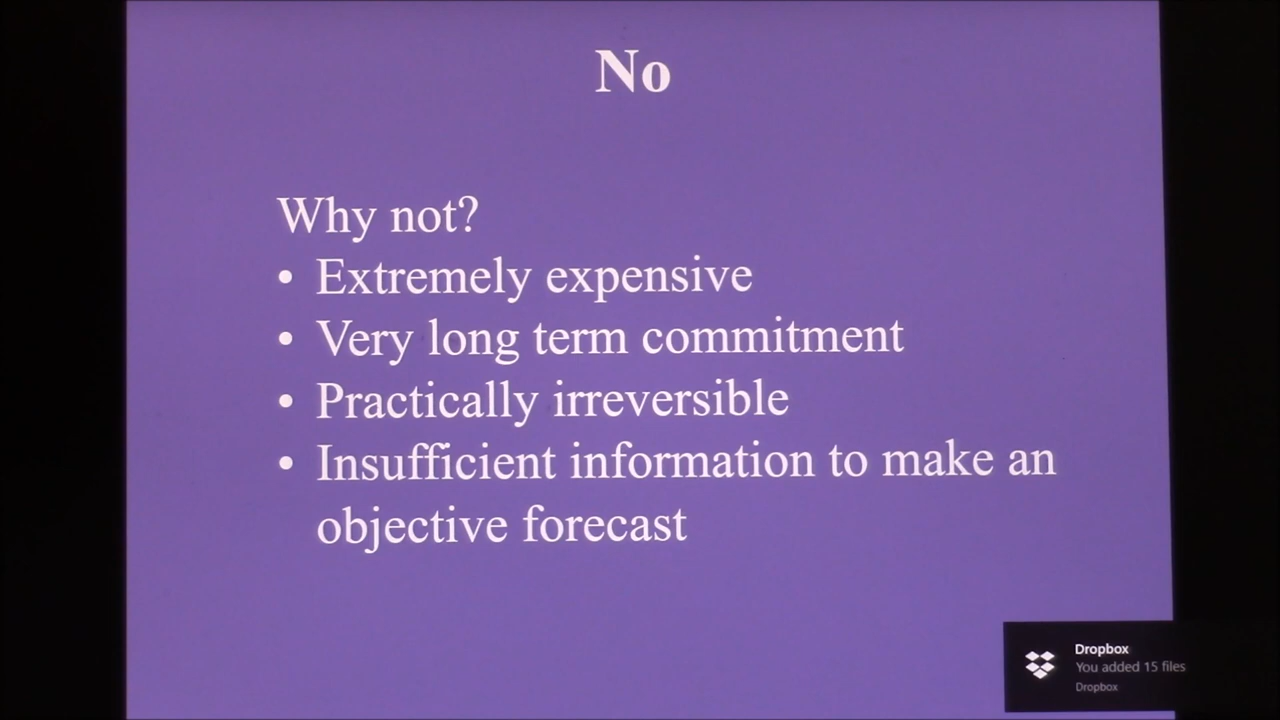 No
Why not?
• Extremely expensive
• Very long term commitment
• Practically irreversible
• Insufficient information to make an
objective forecast
Dropbox
You added 15 files
Dropbox